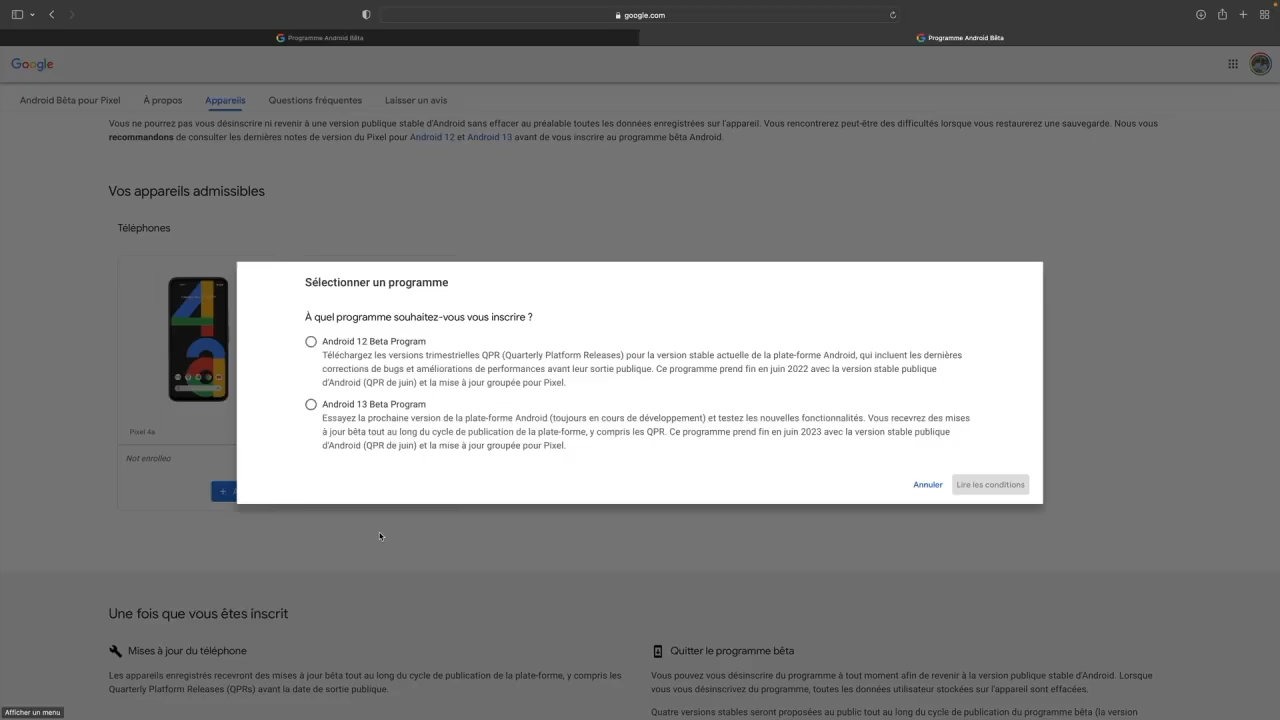 google.com
Programme Android Bêta
Programme Android Bêta
Google
Android Bêta pour Pixel
À propos
Appareils
Questions fréquentes
Laisser un avis
Vous ne pourrez pas vous désinscrire ni revenir à une version publique stable d'Android sans effacer au préalable toutes les données enregistrées sur l'appareil. Vous rencontrerez peut-être des difficultés lorsque vous restaurerez une sauvegarde. Nous vous
recommandons de consulter les dernières notes de version du Pixel pour Android 12 et Android 13 avant de vous inscrire au programme bêta Android.
Vos appareils admissibles
Téléphones
Pixel 4a
Not enrolled
Sélectionner un programme
À quel programme souhaitez-vous vous inscrire ?
Android 12 Beta Program
Téléchargez les versions trimestrielles QPR (Quarterly Platform Releases) pour la version stable actuelle de la plate-forme Android, qui incluent les dernières
corrections de bugs et améliorations de performances avant leur sortie publique. Ce programme prend fin en juin 2022 avec la version stable publique
d'Android (QPR de juin) et la mise à jour groupée pour Pixel.
Android 13 Beta Program
Essayez la prochaine version de la plate-forme Android (toujours en cours de développement) et testez les nouvelles fonctionnalités. Vous recevrez des mises
à jour bêta tout au long du cycle de publication de la plate-forme, y compris les QPR. Ce programme prend fin en juin 2023 avec la version stable publique
d'Android (QPR de juin) et la mise à jour groupée pour Pixel.
Annuler
Lire les conditions
Une fois que vous êtes inscrit
Mises à jour du téléphone
Les appareils enregistrés recevront des mises à jour bêta tout au long du cycle de publication de la plate-forme, y compris les
Quarterly Platform Releases (QPRs) avant la date de sortie publique.
Quitter le programme bêta
Vous pouvez vous désinscrire du programme à tout moment afin de revenir à la version publique stable d'Android. Lorsque
vous vous désinscrivez du programme, toutes les données utilisateur stockées sur l'appareil sont effacées.
Quatre versions stables seront proposées au public tout au long du cycle de publication du programme bêta (la version
Afficher un menu